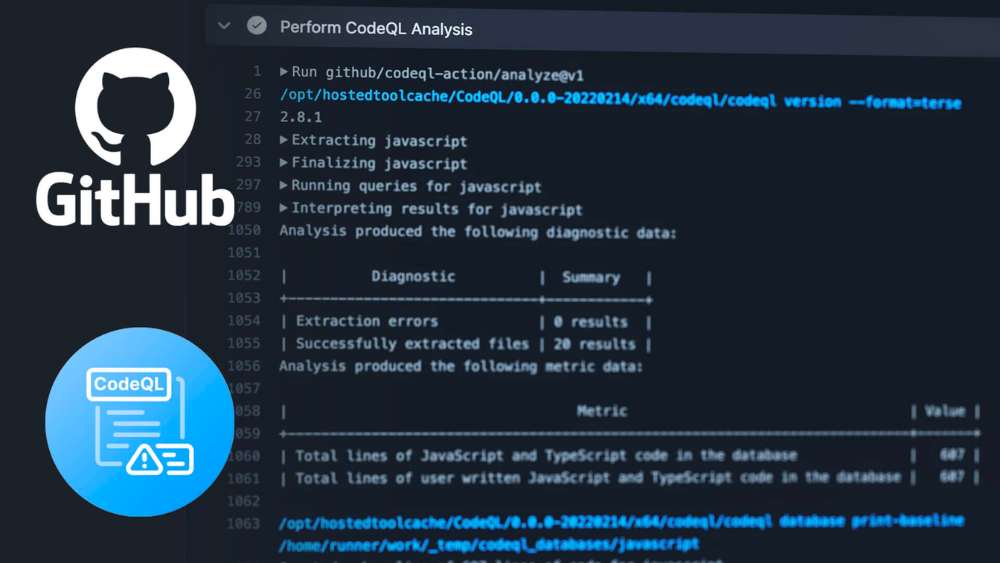 Perform CodeQL Analysis
1 Run github/codeql-action/analyze@v1
26 /opt/hostedtoolcache/CodeQL/0.0.0-20220214/x64/codeql/codeql version --format=terse
27 2.8.1
28 Extracting javascript
293 Finalizing javascript
297 Running queries for javascript
789 Interpreting results for javascript
1050 Analysis produced the following diagnostic data:
1051
1052 | Diagnostic | Summary |
1053 +------------------------------+------------+
1054 | Extraction errors | 0 results |
1055 | Successfully extracted files | 20 results |
1056 Analysis produced the following metric data:
1057
058 | Metric | Value |
059 +-----------------------------------------------------------------------+-------+
1060 | Total lines of JavaScript and TypeScript code in the database | 607 |
1061 | Total lines of user written JavaScript and TypeScript code in the database | 607 |
1062
1063 /opt/hostedtoolcache/CodeQL/0.0.0-20220214/x64/codeql/codeql database print-baseline
/home/runner/work/_temp/codeql_databases/javascript
GitHub
CodeQL